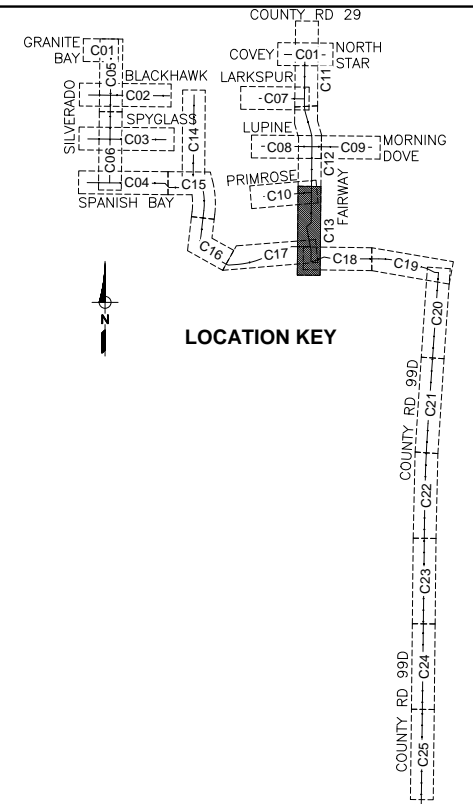 COUNTY RD 29
GRANITE
BAY
C01
COVEY
C01
NORTH
STAR
C05
BLACKHAWK
LARKSPUR
C11
SILVERADO
C02
C07
SPYGLASS
C14
LUPINE
C03
C08
C12
C09
MORNING
DOVE
C06
C04
C15
PRIMROSE
C10
FAIRWAY
SPANISH BAY
C13
C16
C17
C18
C19
N
LOCATION KEY
C20
COUNTY RD 99D
C21
C22
C23
COUNTY RD 99D
C24
C25